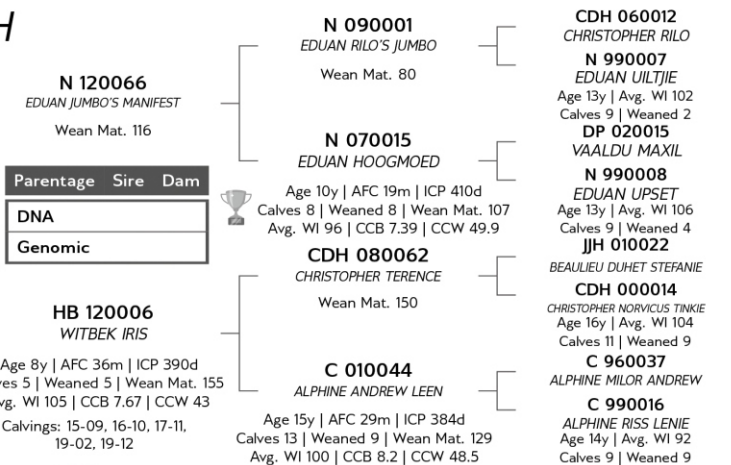 H
N 120066
EDUAN JUMBO'S MANIFEST
Wean Mat. 116
Parentage Sire Dam
DNA
Genomic
HB 120006
WITBEK IRIS
Age 8y | AFC 36m | ICP 390d
ves 5 | Weaned 5 | Wean Mat. 155
vg. WI 105 | CCB 7.67 | CCW 43
Calvings: 15-09, 16-10, 17-11,
19-02, 19-12
N 090001
EDUAN RILO'S JUMBO
Wean Mat. 80
N 070015
EDUAN HOOGMOED
Age 10y | AFC 19m | ICP 410d
Calves 8 | Weaned 8 | Wean Mat. 107
Avg. WI 96 | CCB 7.39 | CCW 49.9
CDH 080062
CHRISTOPHER TERENCE
Wean Mat. 150
C 010044
ALPHINE ANDREW LEEN
Age 15y | AFC 29m | ICP 384d
Calves 13 | Weaned 9 | Wean Mat. 129
Avg. WI 100 | CCB 8.2 | CCW 48.5
CDH 060012
CHRISTOPHER RILO
N 990007
EDUAN UILTJIE
Age 13y | Avg. WI 102
Calves 9 | Weaned 2
DP 020015
VAALDU MAXIL
N 990008
EDUAN UPSET
Age 13y | Avg. WI 106
Calves 9 | Weaned 4
JJH 010022
BEAULIEU DUHET STEFANIE
CDH 000014
CHRISTOPHER NORVICUS TINKIE
Age 16y | Avg. WI 104
Calves 11 | Weaned 9
C 960037
ALPHINE MILOR ANDREW
C 990016
ALPHINE RISS LENIE
Age 14y | Avg. WI 92
Calves 9 | Weaned 9